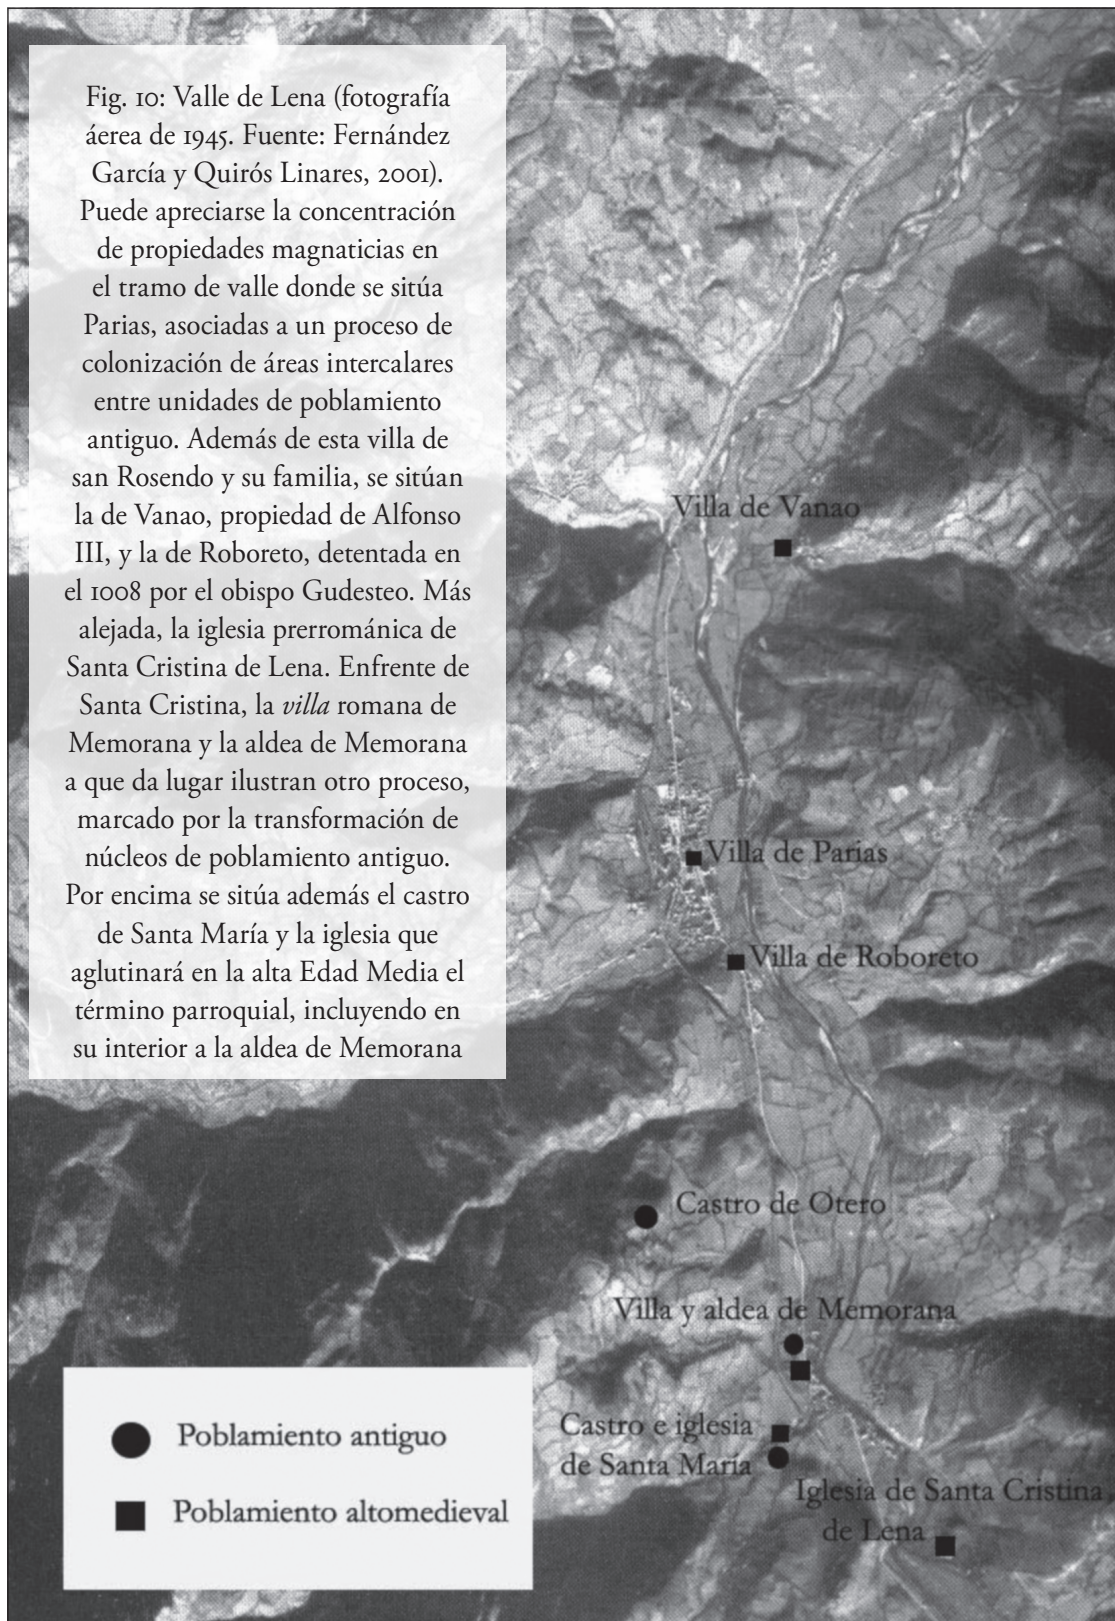 Fig. 10: Valle de Lena (fotografía
áerea de 1945. Fuente: Fernández
García y Quirós Linares, 2001).
Puede apreciarse la concentración
de propiedades magnaticias en
el tramo de valle donde se sitúa
Parias, asociadas a un proceso de
colonización de áreas intercalares
entre unidades de poblamiento
antiguo. Además de esta villa de
san Rosendo y su familia, se sitúan
la de Vanao, propiedad de Alfonso
III, y la de Roboreto, detentada en
el 1008 por el obispo Gudesteo. Más
alejada, la iglesia prerrománica de
Santa Cristina de Lena. Enfrente de
Santa Cristina, la villa romana de
Memorana y la aldea de Memorana
a que da lugar ilustran otro proceso,
marcado por la transformación de
núcleos de poblamiento antiguo.
Por encima se sitúa además el castro
de Santa María y la iglesia que
aglutinará en la alta Edad Media el
término parroquial, incluyendo en
su interior a la aldea de Memorana
Villa de Vanao
Villa de Parias
Villa de Roboreto
Castro de Otero
Villa y aldea de Memorana
Castro e iglesia
de Santa María
Iglesia de Santa Cristina
de Lena
Poblamiento antiguo
Poblamiento altomedieval